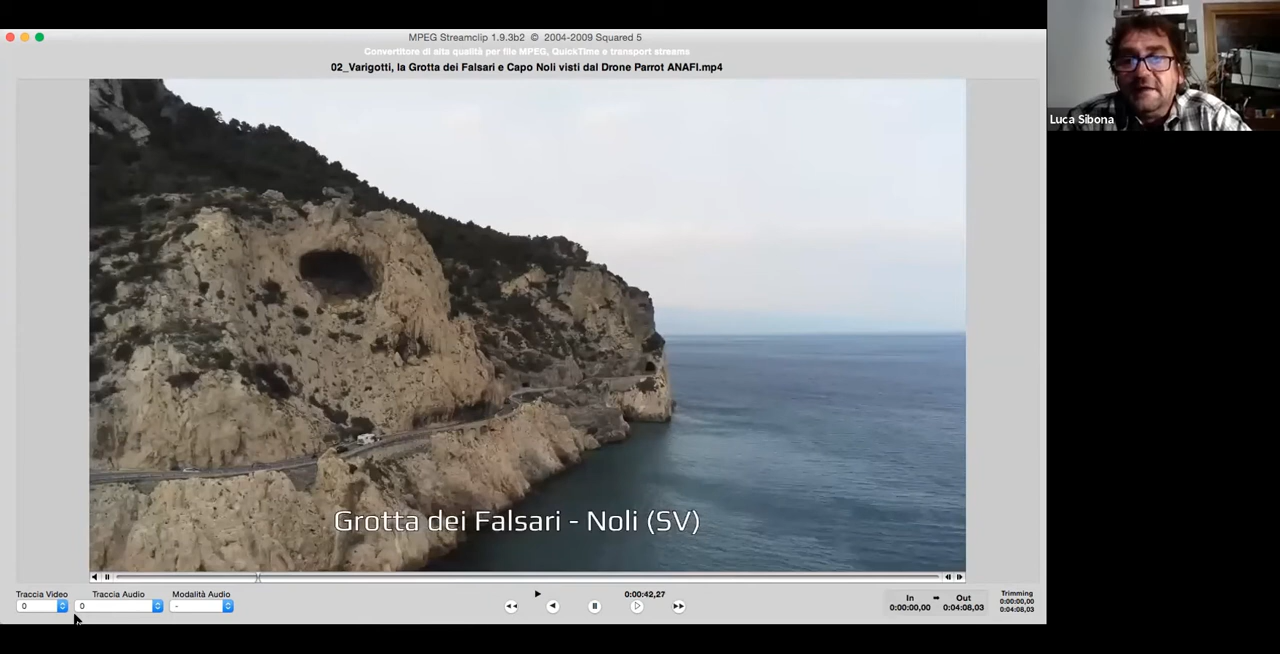 MPEG Streamclip 1.9.3b2 © 2004-2009 Squared 5
Convertitore di alta qualità per file MPEG, QuickTime e transport streams
02_Varigotti, la Grotta dei Falsari e Capo Noli visti dal Drone Parrot ANAFI.mp4
Luca Sibona
Grotta dei Falsari - Noli (SV)
Traccia Video
Traccia Audio
Modalità Audio
0
0
-
0:00:42,27
In ➡ Out
0:00:00,00 0:04:08,03
Trimming
0:00:00,00
0:04:08,03